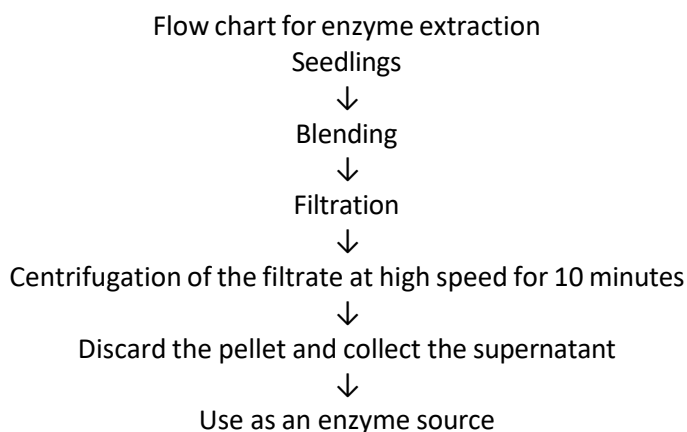 Flow chart for enzyme extraction
Seedlings
↓
Blending
↓
Filtration
↓
Centrifugation of the filtrate at high speed for 10 minutes
↓
Discard the pellet and collect the supernatant
↓
Use as an enzyme source